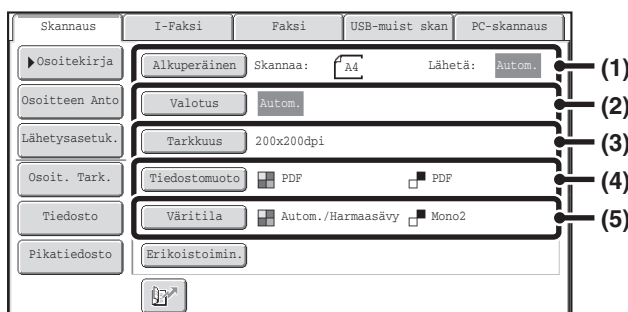 Skannaus I-Faksi Faksi USB-muist skan PC-skannaus
Osoitekirja Alkuperäinen Skannaa: A4 Lähetä: Autom. (1)
Osoitteen Anto Valotus Autom. (2)
Lähetysasetuk. Tarkkuus 200x200dpi (3)
Osoit. Tark. Tiedostomuoto PDF PDF (4)
Tiedosto Väritila Autom./Harmaasävy Mono2 (5)
Pikatiedosto Erikoistoimin.